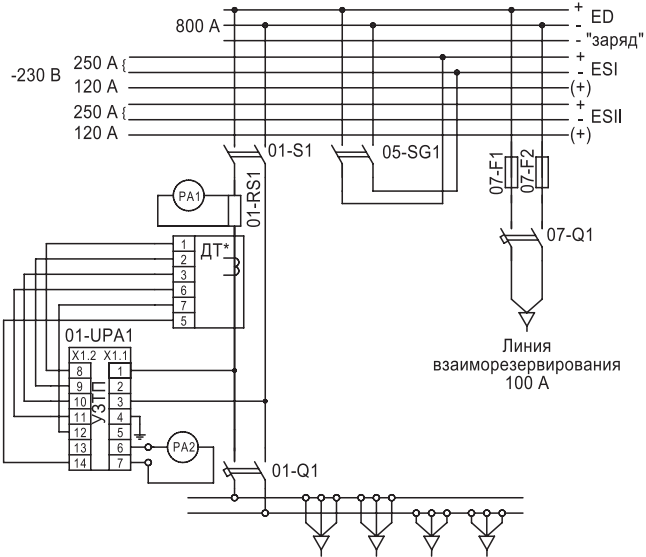 +
ED
800 А
-
- "заряд"
+
250 А {
- ESI
-230 В
120 А
(+)
+
250 А {
- ESII
120 А
(+)
01-S1
05-SG1
07-F1
07-F2
PA1
01-RS1
07-Q1
1
2
3
6
7
5
ДТ*
Линия
взаиморезервирования
100 А
01-UPA1
X1.2
X1.1
8
9
10
11
12
13
14
УЗТП
1
2
3
4
5
6
7
PA2
01-Q1